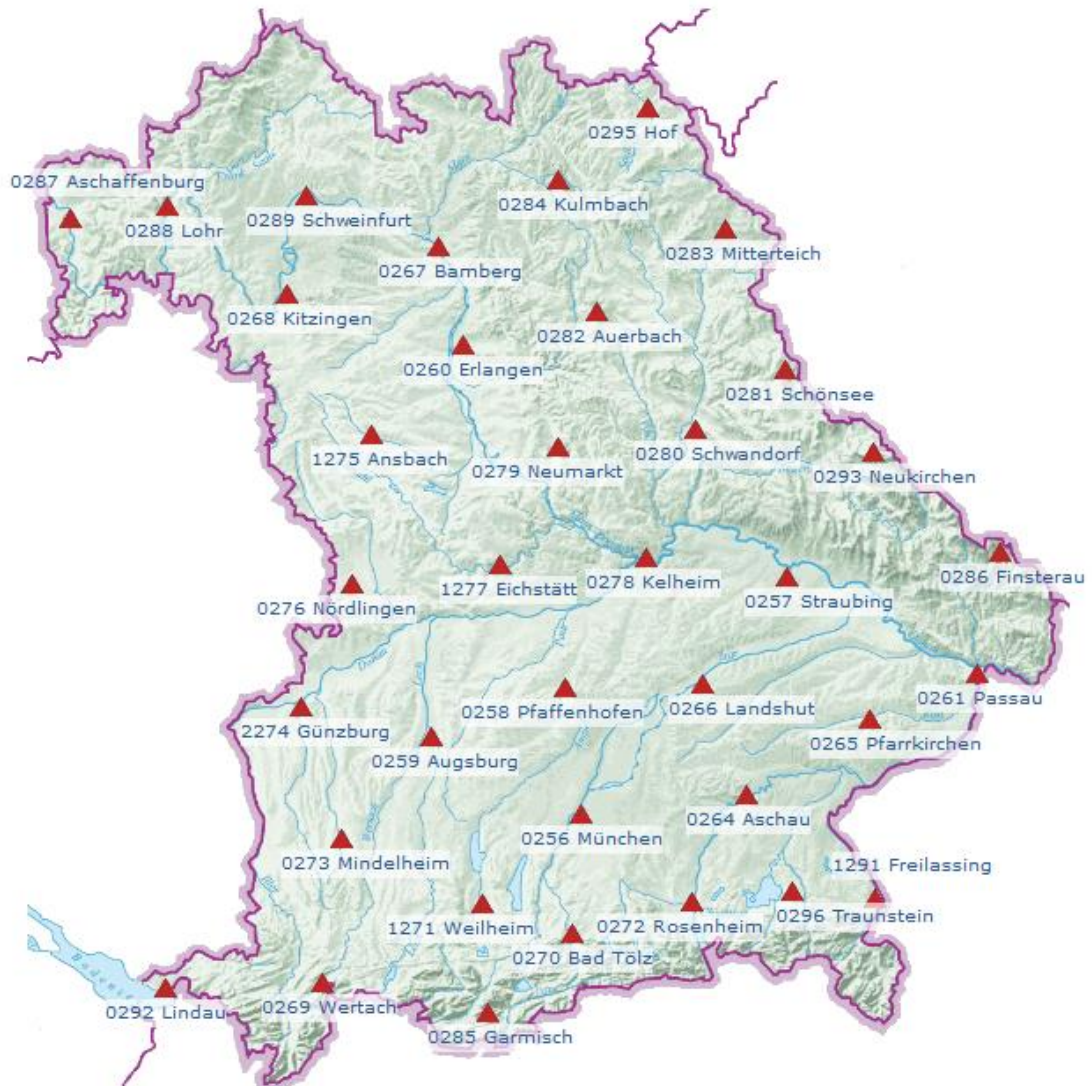 0295 Hof
0287 Aschaffenburg
0284 Kulmbach
0289 Schweinfurt
0288 Lohr
0283 Mitterteich
0267 Bamberg
0268 Kitzingen
0282 Auerbach
0260 Erlangen
0281 Schönsee
1275 Ansbach
0279 Neumarkt
0280 Schwandorf
0293 Neukirchen
0278 Kelheim
0286 Finsterau
1277 Eichstätt
0257 Straubing
0276 Nördlingen
Donau
0261 Passau
0258 Pfaffenhofen
0266 Landshut
2274 Günzburg
0265 Pfarrkirchen
0259 Augsburg
0264 Aschau
0256 München
0273 Mindelheim
1291 Freilassing
0296 Traunstein
1271 Weilheim
0272 Rosenheim
0270 Bad Tölz
0292 Lindau
0269 Wertach
0285 Garmisch